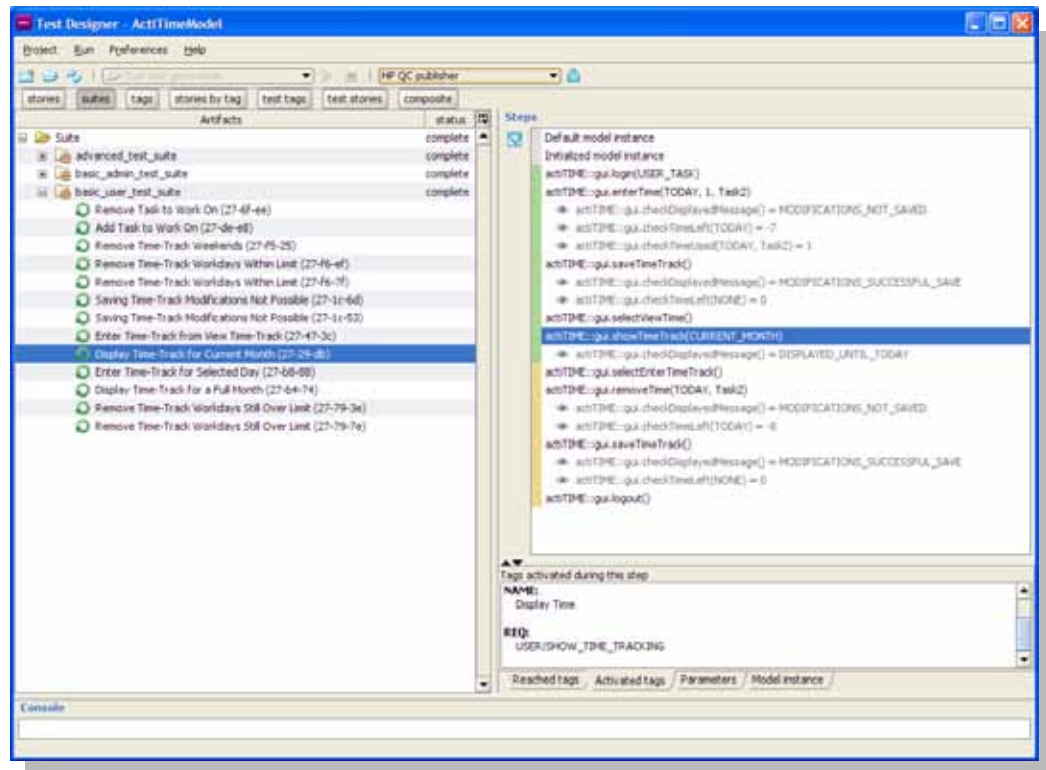 Test Designer - ActiTimeModel
Project Run Preferences Help
HP QC publisher
stories suites tags stories by tag test tags test stories composite
Artifacts status
Suite complete
advanced_test_suite complete
basic_admin_test_suite complete
basic_user_test_suite complete
Remove Task to Work On (27-6f-ee)
Add Task to Work On (27-de-e8)
Remove Time-Track Weekends (27-f5-25)
Remove Time-Track Workdays Within Limit (27-f6-ef)
Remove Time-Track Workdays Within Limit (27-f6-7f)
Saving Time-Track Modifications Not Possible (27-1c-6d)
Saving Time-Track Modifications Not Possible (27-1c-53)
Enter Time-Track from View Time-Track (27-47-3c)
Display Time-Track for Current Month (27-29-db)
Enter Time-Track for Selected Day (27-b8-88)
Display Time-Track for a Full Month (27-64-74)
Remove Time-Track Workdays Still Over Limit (27-79-3e)
Remove Time-Track Workdays Still Over Limit (27-79-7e)
Steps
Default model instance
Initialized model instance
actiTIME::gui.login(USER_TASK)
actiTIME::gui.enterTime(TODAY, 1, Task2)
actiTIME::gui.checkDisplayedMessage() = MODIFICATIONS_NOT_SAVED
actiTIME::gui.checkTimeLeft(TODAY) = -7
actiTIME::gui.checkTimeUsed(TODAY, Task2) = 1
actiTIME::gui.saveTimeTrack()
actiTIME::gui.checkDisplayedMessage() = MODIFICATIONS_SUCCESSFUL_SAVE
actiTIME::gui.checkTimeLeft(NONE) = 0
actiTIME::gui.selectViewTime()
actiTIME::gui.showTimeTrack(CURRENT_MONTH)
actiTIME::gui.checkDisplayedMessage() = DISPLAYED_UNTIL_TODAY
actiTIME::gui.selectEnterTimeTrack()
actiTIME::gui.removeTime(TODAY, Task2)
actiTIME::gui.checkDisplayedMessage() = MODIFICATIONS_NOT_SAVED
actiTIME::gui.checkTimeLeft(TODAY) = -8
actiTIME::gui.saveTimeTrack()
actiTIME::gui.checkDisplayedMessage() = MODIFICATIONS_SUCCESSFUL_SAVE
actiTIME::gui.checkTimeLeft(NONE) = 0
actiTIME::gui.logout()
Tags activated during this step
NAME:
Display Time
REQ:
USER/SHOW_TIME_TRACKING
Reached tags Activated tags Parameters Model instance
Console